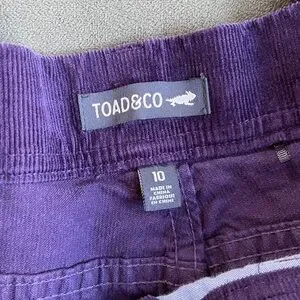 TOAD&CO
10
MADE IN
CHINA
FABRIQUÉ
EN CHINE